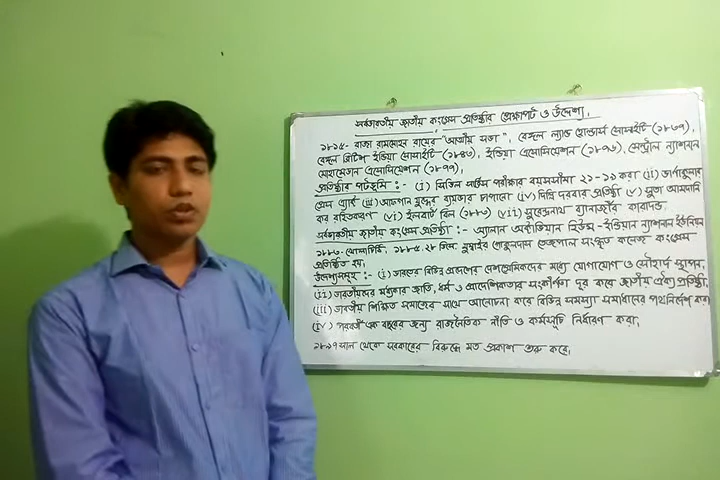 সর্বভারতীয় জাতীয় কংগ্রেস প্রতিষ্ঠার প্রেক্ষাপট ও উদ্দেশ্য।
১৮১৫- রাজা রামমোহন রায়ের "আত্মীয় সভা", বেঙ্গল ল্যান্ড হোল্ডার্স সোসাইটি (১৮৩৭),
বেঙ্গল ব্রিটিশ ইন্ডিয়া সোসাইটি (১৮৪৩), ইন্ডিয়া এসোসিয়েশন (১৮৭৬), সেন্ট্রাল ন্যাশনাল
মোহামেডান এসোসিয়েশন (১৮৭৭),
প্রতিষ্ঠার পটভূমি :- (i) সিভিল সার্ভিস পরীক্ষার বয়সসীমা ২১-১৯ করা (ii) ভার্নাকুলার
প্রেস এ্যাক্ট (iii) আফগান যুদ্ধের ব্যয়ভার চাপানো (iv) দিল্লি দরবার প্রতিষ্ঠা (v) সুতা আমদানি
কর রহিতকরণ (vi) ইলবার্ট বিল (১৮৮৩) (vii) সুরেন্দ্রনাথ ব্যানার্জীর কারাদন্ড.
সর্বভারতীয় জাতীয় কংগ্রেস প্রতিষ্ঠা :- অ্যালান অক্টাভিয়ান হিউম - ইন্ডিয়ান ন্যাশনাল ইউনিয়ন
১৮৮৫, ২৮ ডিসে. মুম্বাইর গোকুলদাস তেজপাল সংস্কৃত কলেজে কংগ্রেস
প্রতিষ্ঠিত হয়।
উদ্দেশ্যসমূহ :- (i) ভারতের বিভিন্ন প্রদেশের দেশপ্রেমিকদের মধ্যে যোগাযোগ ও সৌহার্দ স্থাপন,
(ii) ভারতীয়দের মধ্যকার জাতি, ধর্ম ও প্রাদেশিকতার সংকীর্ণতা দূর করে জাতীয় ঐক্য প্রতিষ্ঠা,
(iii) ভারতীয় শিক্ষিত সমাজের সাথে আলোচনা করে বিভিন্ন সমস্যা সমাধানের পথনির্দেশ করা
(iv) পরবর্তী এক বছরের জন্য রাজনৈতিক নীতি ও কর্মসূচি নির্ধারণ করা,
সাল থেকে সরকারের বিরুদ্ধে মত প্রকাশ শুরু করে,